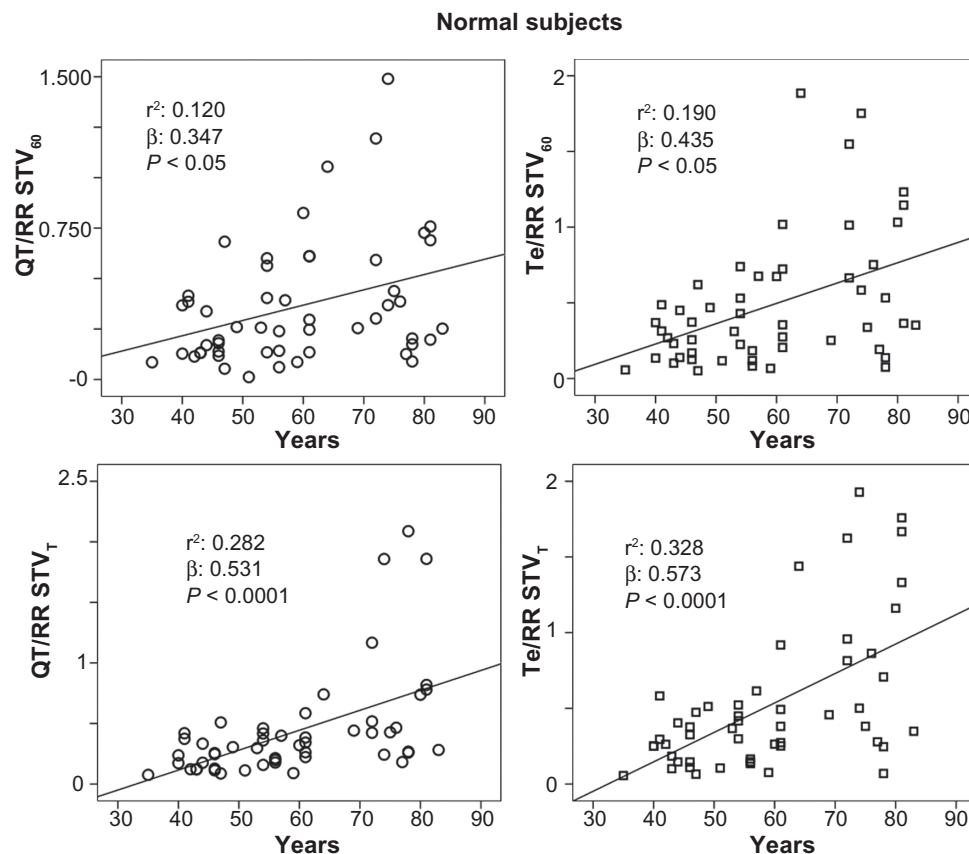 Normal subjects
1.500
0.750
-0
QT/RR STV60
r²: 0.120
β: 0.347
P < 0.05
30 40 50 60 70 80 90
Years
2
1
0
Te/RR STV60
r²: 0.190
β: 0.435
P < 0.05
30 40 50 60 70 80 90
Years
2.5
1
0
QT/RR STVT
r²: 0.282
β: 0.531
P < 0.0001
30 40 50 60 70 80 90
Years
2
1
0
Te/RR STVT
r²: 0.328
β: 0.573
P < 0.0001
30 40 50 60 70 80 90
Years